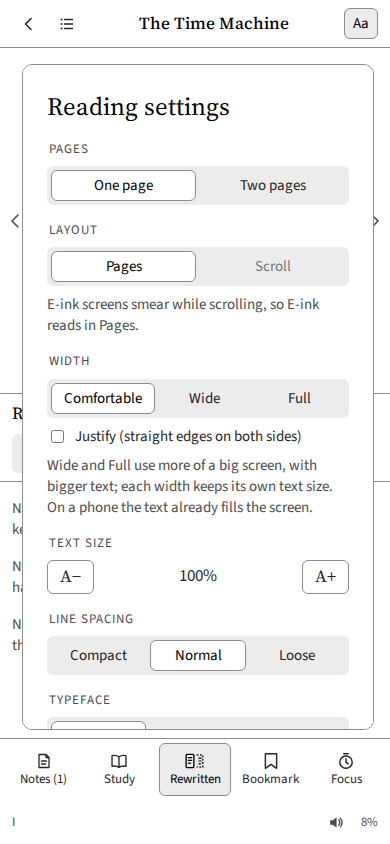 The Time Machine
Aa
Reading settings
PAGES
One page
Two pages
LAYOUT
Pages
Scroll
E-ink screens smear while scrolling, so E-ink
reads in Pages.
WIDTH
Comfortable
Wide
Full
Justify (straight edges on both sides)
Wide and Full use more of a big screen, with
bigger text; each width keeps its own text size.
On a phone the text already fills the screen.
TEXT SIZE
A−
100%
A+
LINE SPACING
Compact
Normal
Loose
TYPEFACE
Notes (1)
Study
Rewritten
Bookmark
Focus
I
8%